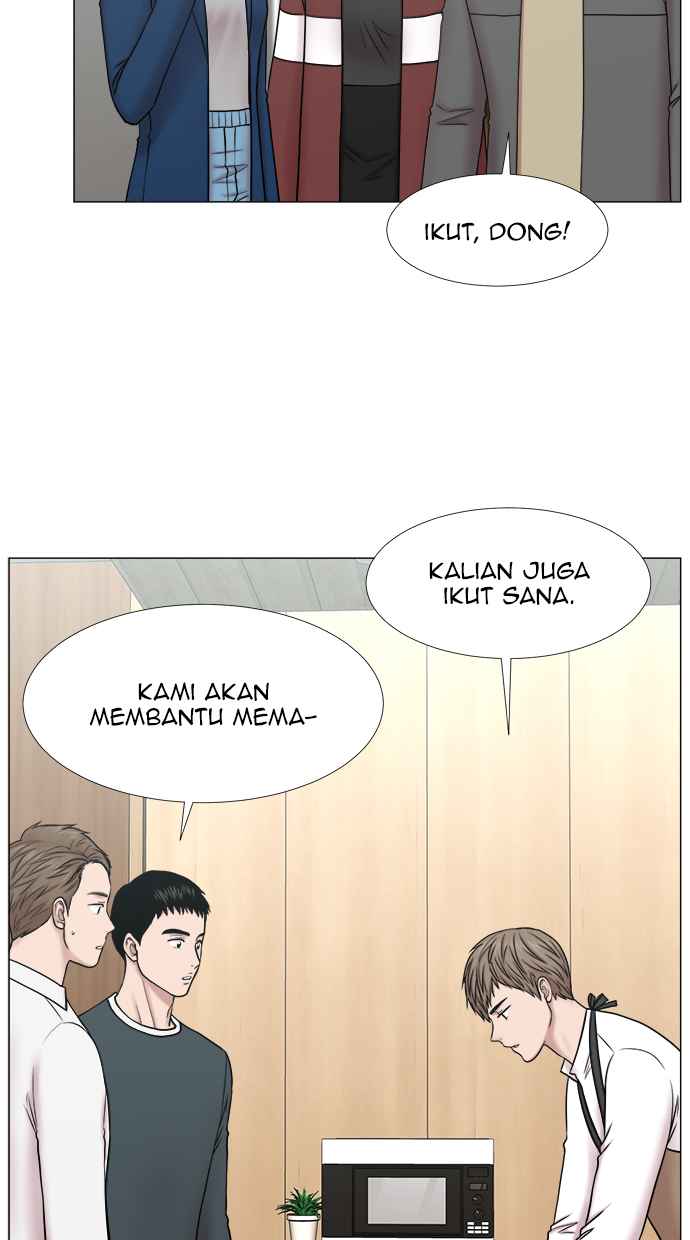 IKUT, DONG!
KALIAN JUGA
IKUT SANA.
KAMI AKAN
MEMBANTU MEMA-